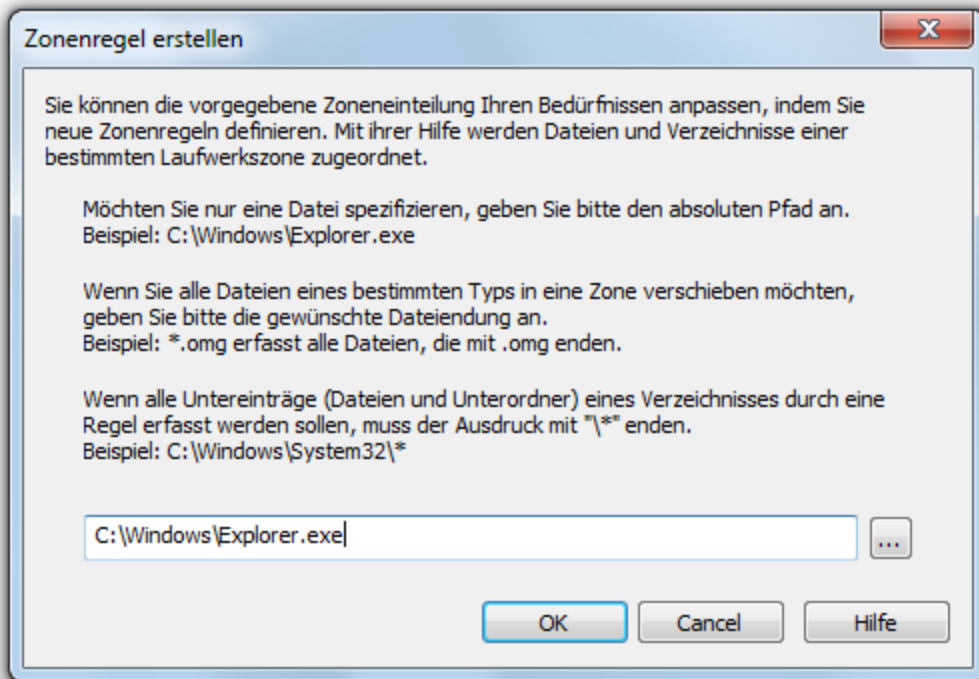 Zonenregel erstellen
Sie können die vorgegebene Zoneneinteilung Ihren Bedürfnissen anpassen, indem Sie
neue Zonenregeln definieren. Mit ihrer Hilfe werden Dateien und Verzeichnisse einer
bestimmten Laufwerkszone zugeordnet.
Möchten Sie nur eine Datei spezifizieren, geben Sie bitte den absoluten Pfad an.
Beispiel: C:\Windows\Explorer.exe
Wenn Sie alle Dateien eines bestimmten Typs in eine Zone verschieben möchten,
geben Sie bitte die gewünschte Dateiendung an.
Beispiel: *.omg erfasst alle Dateien, die mit .omg enden.
Wenn alle Untereinträge (Dateien und Unterordner) eines Verzeichnisses durch eine
Regel erfasst werden sollen, muss der Ausdruck mit "\*" enden.
Beispiel: C:\Windows\System32\*
C:\Windows\Explorer.exe
...
OK
Cancel
Hilfe